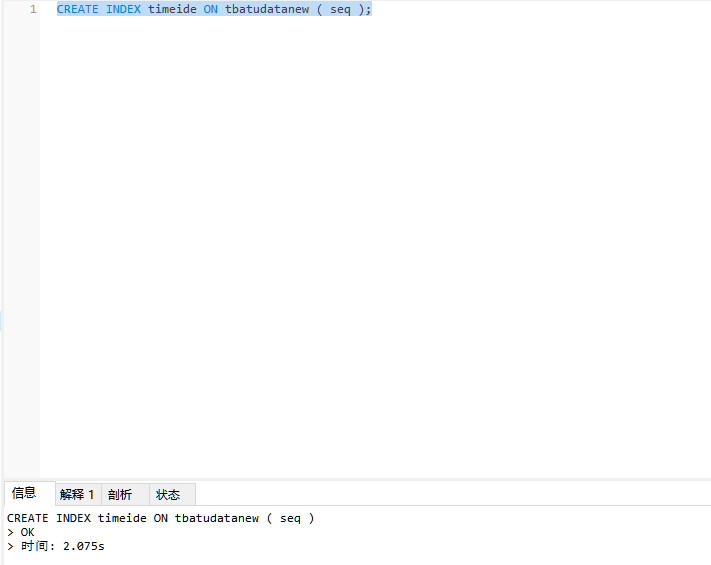 1 CREATE INDEX timeide ON tbatudatanew ( seq );
信息 解释 1 剖析 状态
CREATE INDEX timeide ON tbatudatanew ( seq )
> OK
> 时间: 2.075s